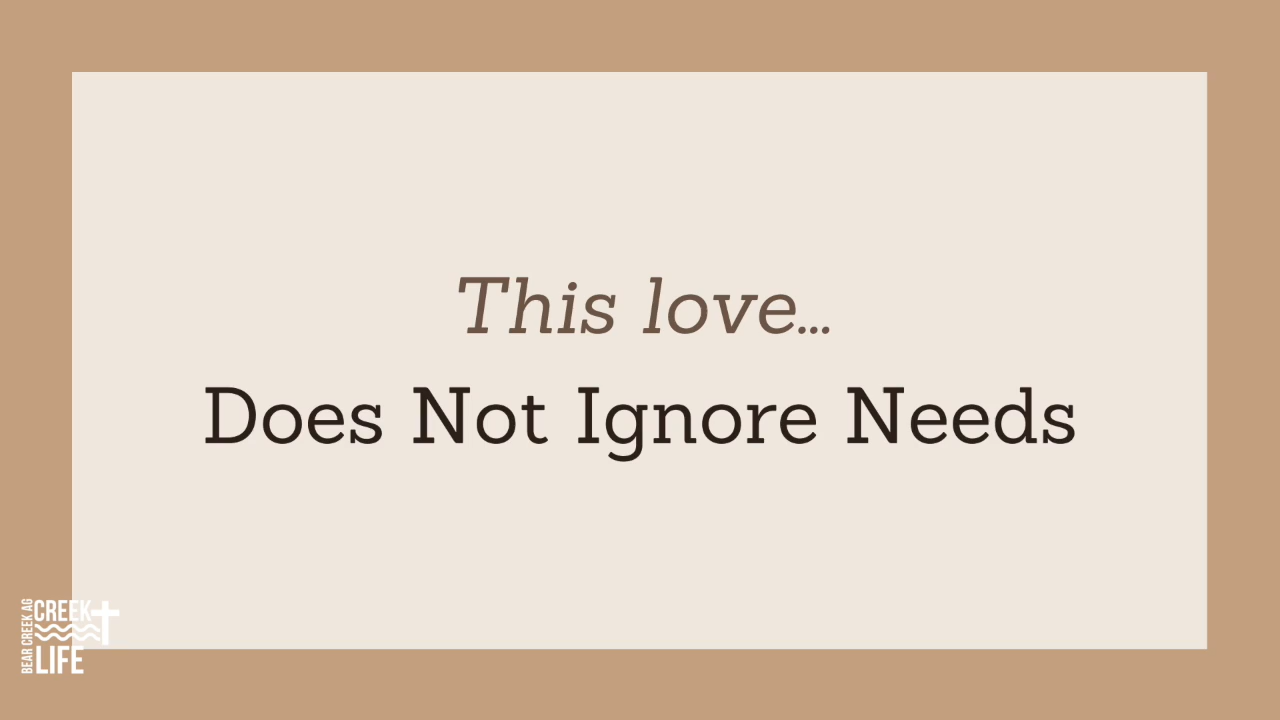 This love…
Does Not Ignore Needs
BEAR CREEK AG
CREEK
LIFE